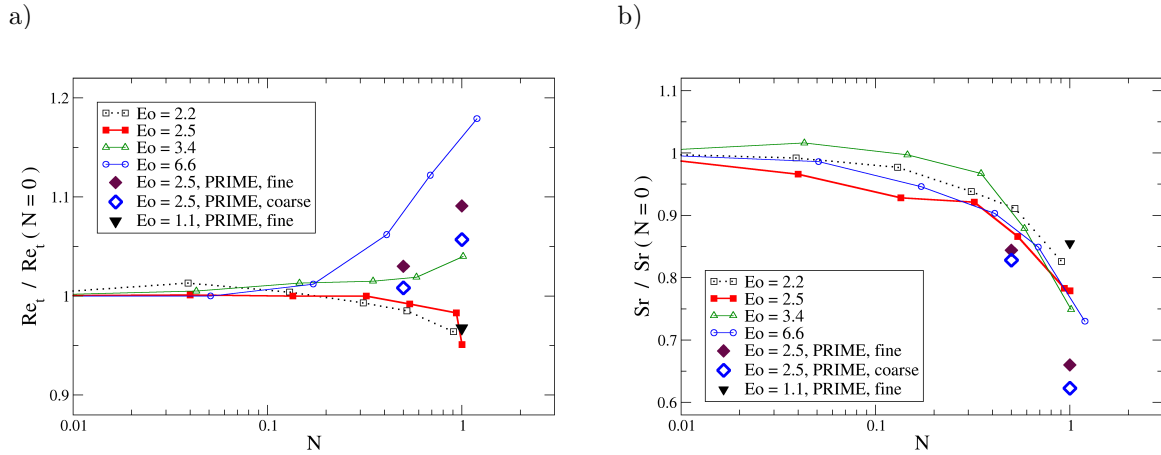 a)
1.2
1.1
1
0.9
Re_t / Re_t ( N = 0 )
Eo = 2.2
Eo = 2.5
Eo = 3.4
Eo = 6.6
Eo = 2.5, PRIME, fine
Eo = 2.5, PRIME, coarse
Eo = 1.1, PRIME, fine
0.01
0.1
1
N
b)
1.1
1
0.9
0.8
0.7
0.6
Sr / Sr ( N = 0 )
Eo = 2.2
Eo = 2.5
Eo = 3.4
Eo = 6.6
Eo = 2.5, PRIME, fine
Eo = 2.5, PRIME, coarse
Eo = 1.1, PRIME, fine
0.01
0.1
1
N